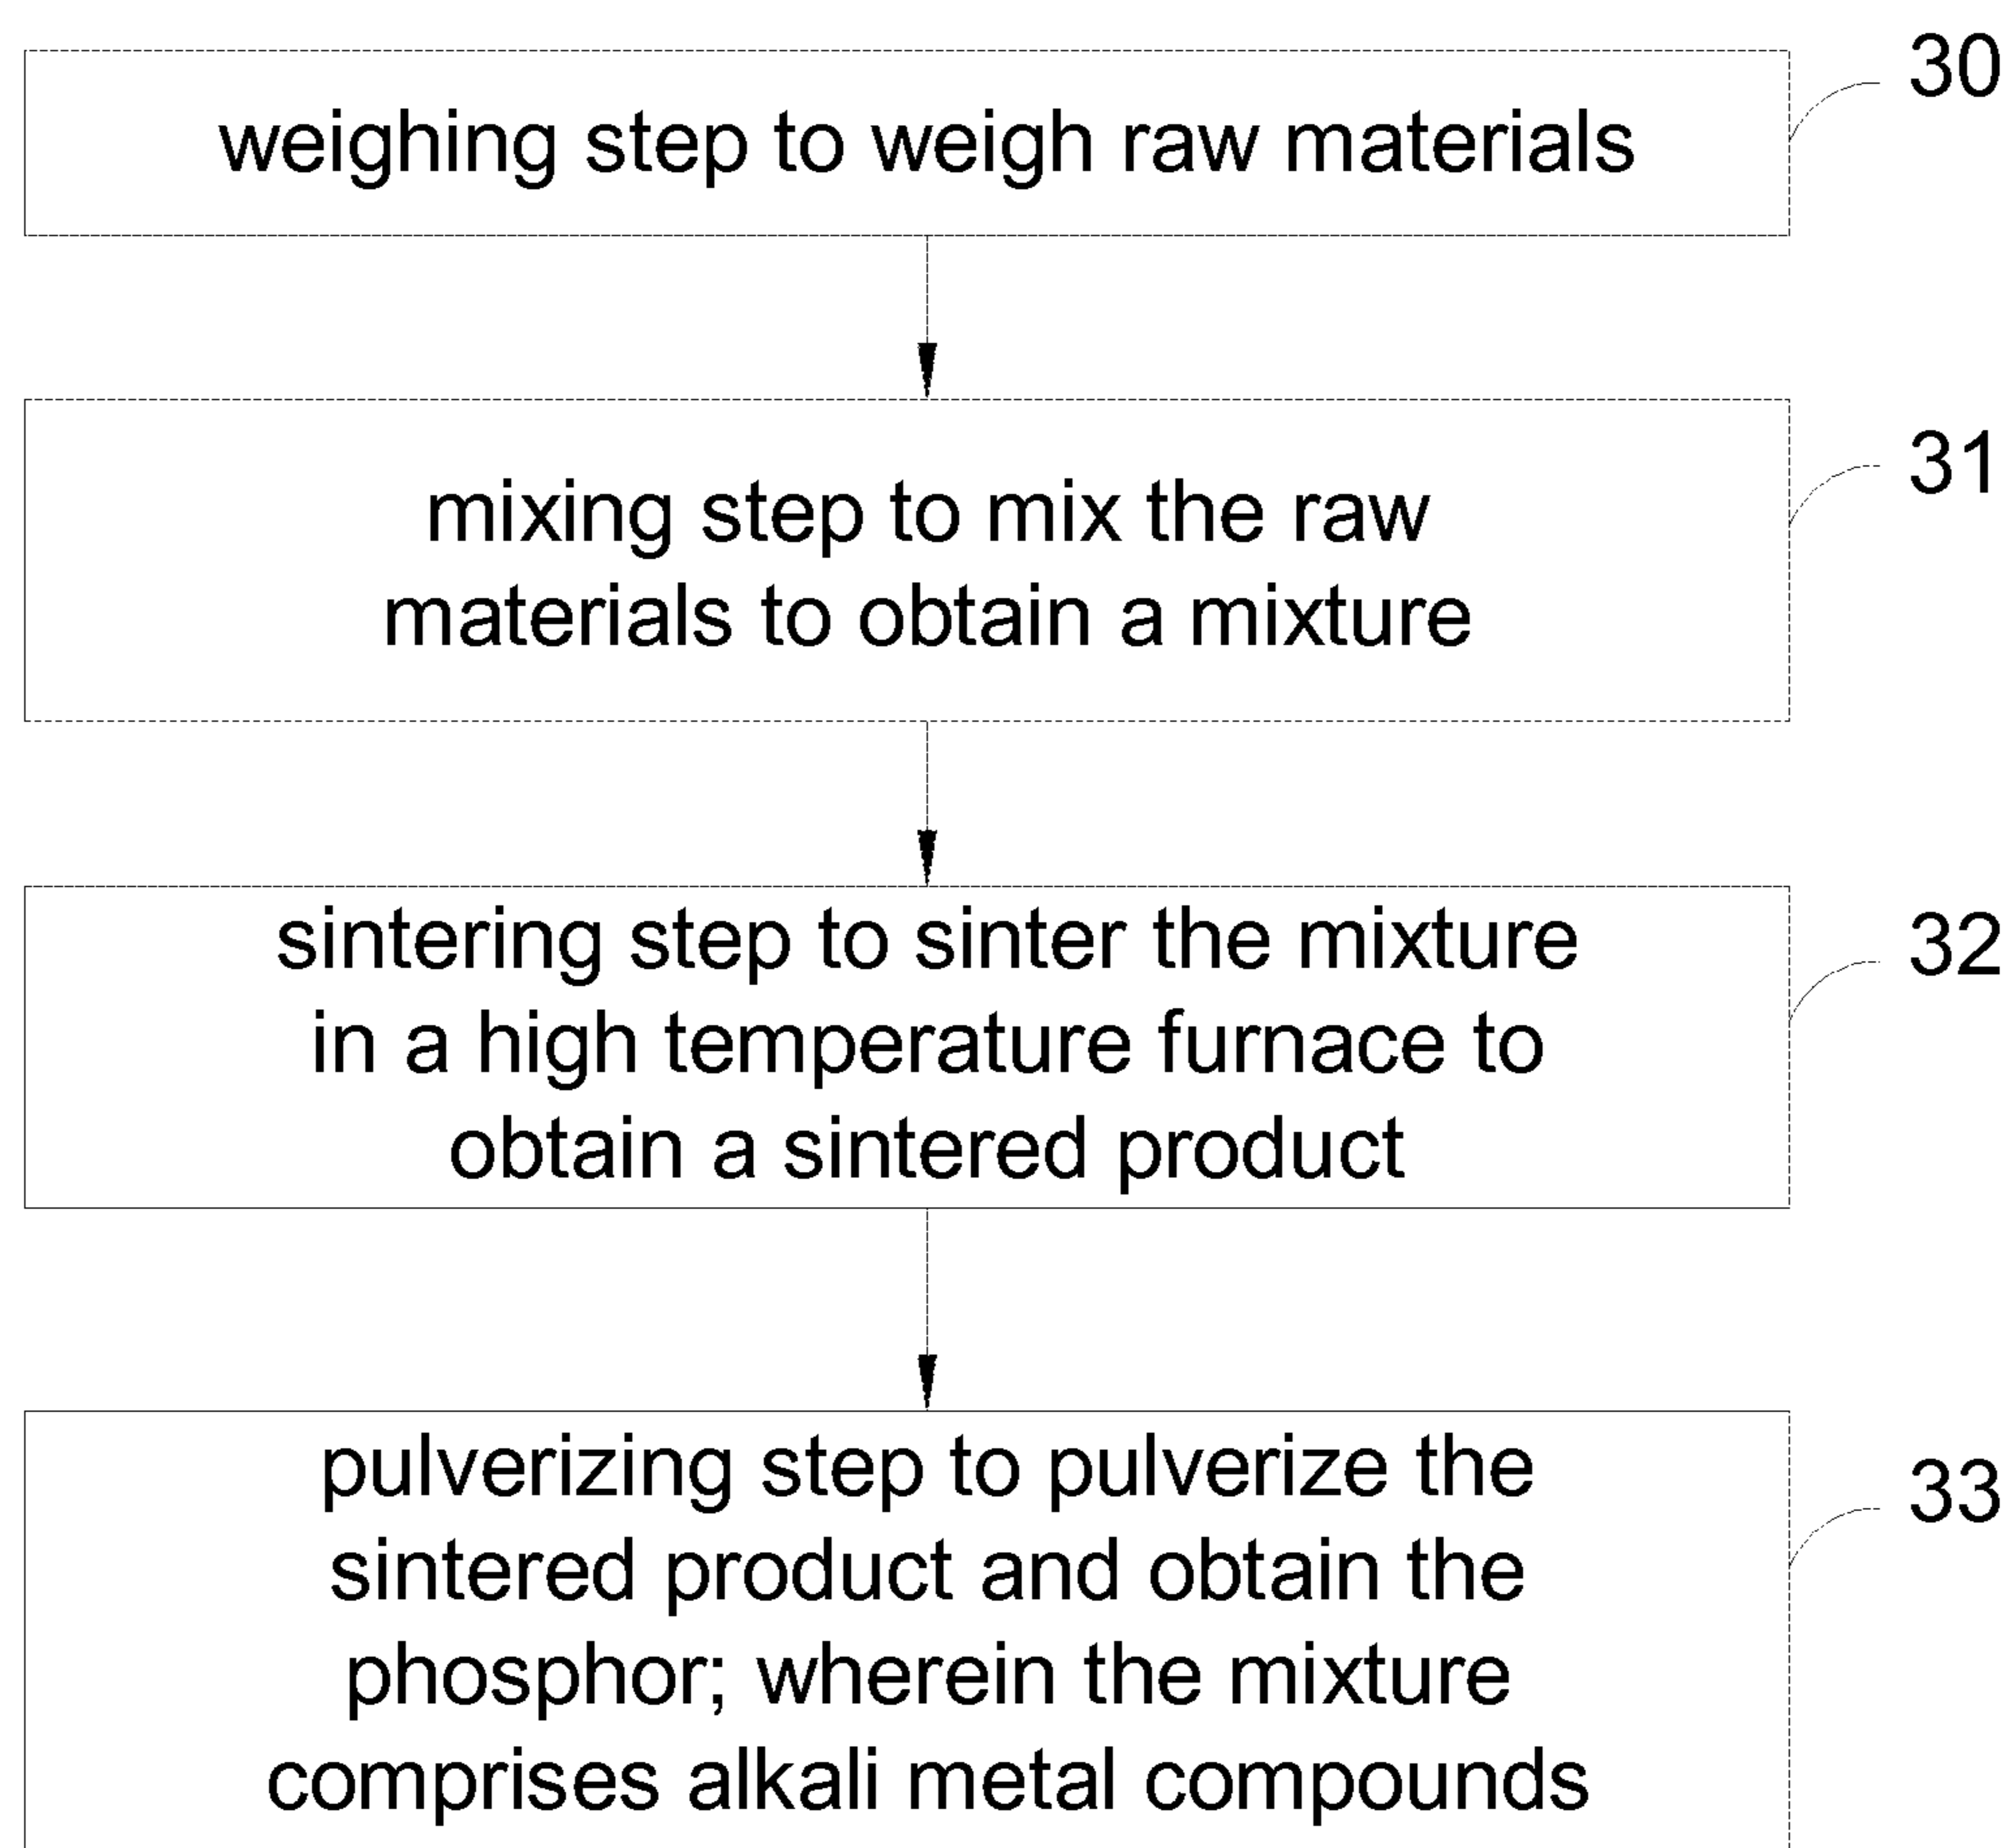 30
weighing step to weigh raw materials
31
mixing step to mix the raw
materials to obtain a mixture
32
sintering step to sinter the mixture
in a high temperature furnace to
obtain a sintered product
33
pulverizing step to pulverize the
sintered product and obtain the
phosphor; wherein the mixture
comprises alkali metal compounds